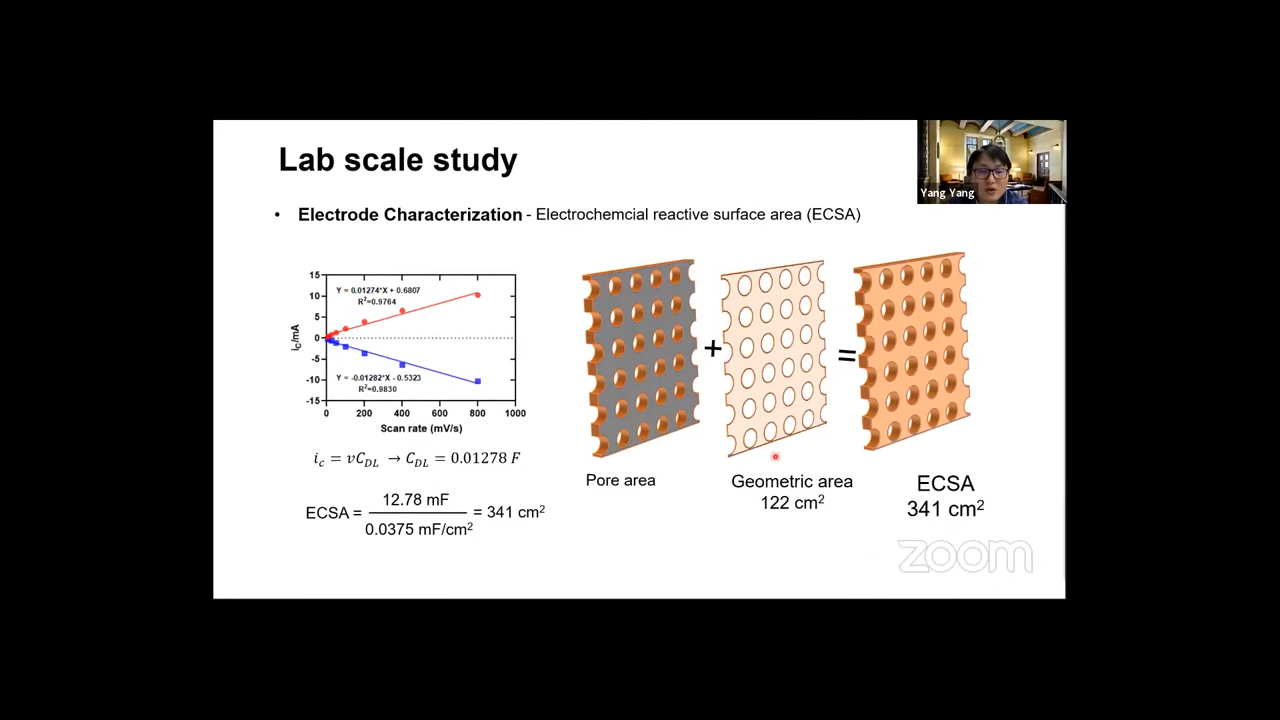 Lab scale study
Yang Yang
• Electrode Characterization - Electrochemcial reactive surface area (ECSA)
15
10
5
0
-5
-10
-15
ic/mA
Y = 0.01274*X + 0.6807
R²=0.9764
Y = -0.01282*X - 0.5323
R²=0.9830
0 200 400 600 800 1000
Scan rate (mV/s)
+
=
i_C = vC_DL → C_DL = 0.01278 F
ECSA = 12.78 mF / 0.0375 mF/cm² = 341 cm²
Pore area
Geometric area
122 cm²
ECSA
341 cm²
zoom